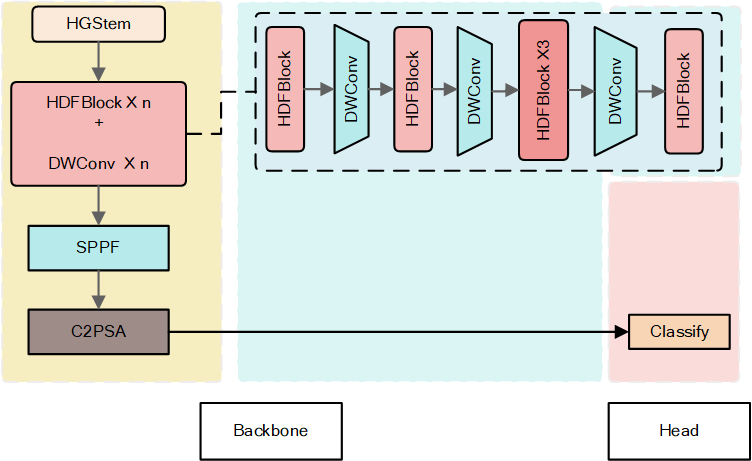 HGStem
HDFBlock X n
+
DWConv X n
SPPF
C2PSA
HDFBlock
DWConv
HDFBlock
DWConv
HDFBlock X3
DWConv
HDFBlock
Classify
Backbone
Head